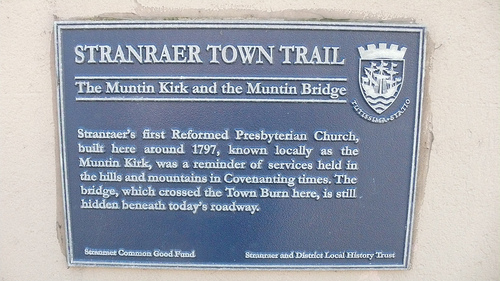 STRANRAER TOWN TRAIL
The Muntin Kirk and the Muntin Bridge
TUTISSIMA · STATIO
Stranraer's first Reformed Presbyterian Church,
built here around 1797, known locally as the
Muntin Kirk, was a reminder of services held in
the hills and mountains in Covenanting times. The
bridge, which crossed the Town Burn here, is still
hidden beneath today's roadway.
Stranraer Common Good Fund
Stranraer and District Local History Trust